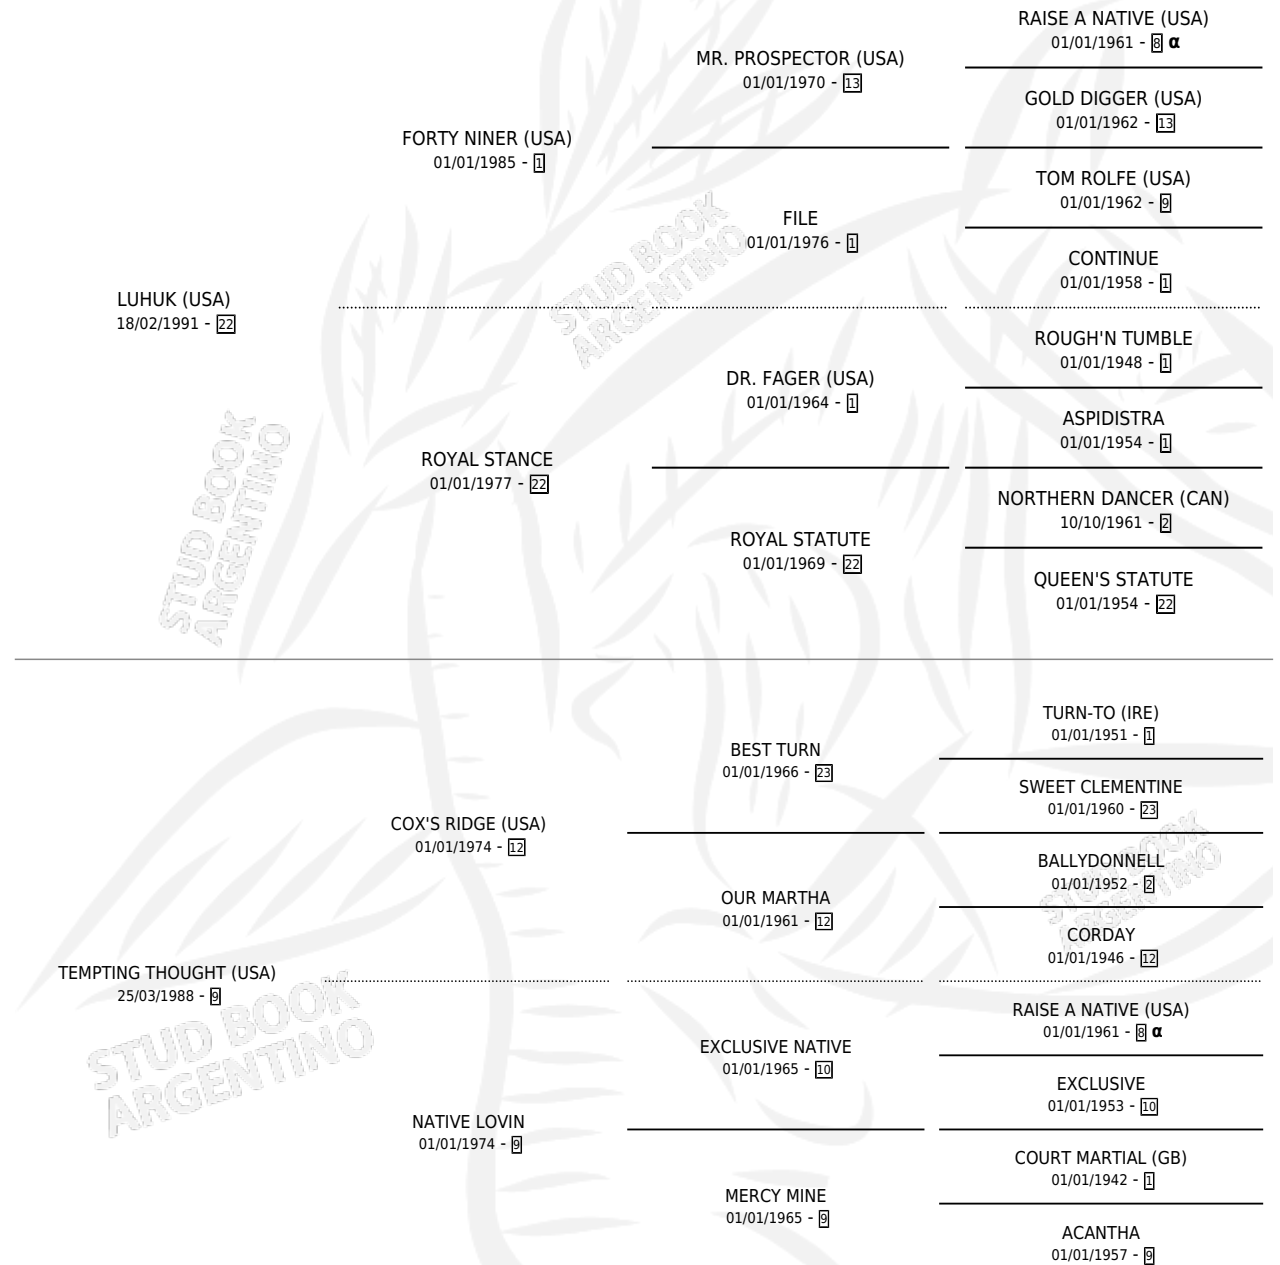 RAISE A NATIVE (USA)
01/01/1961 - 8 α
MR. PROSPECTOR (USA)
01/01/1970 - 13
GOLD DIGGER (USA)
01/01/1962 - 13
FORTY NINER (USA)
01/01/1985 - 1
TOM ROLFE (USA)
01/01/1962 - 9
FILE
01/01/1976 - 1
CONTINUE
01/01/1958 - 1
LUHUK (USA)
18/02/1991 - 22
ROUGH'N TUMBLE
01/01/1948 - 1
DR. FAGER (USA)
01/01/1964 - 1
ASPIDISTRA
01/01/1954 - 1
ROYAL STANCE
01/01/1977 - 22
NORTHERN DANCER (CAN)
10/10/1961 - 2
ROYAL STATUTE
01/01/1969 - 22
QUEEN'S STATUTE
01/01/1954 - 22
TURN-TO (IRE)
01/01/1951 - 1
BEST TURN
01/01/1966 - 23
SWEET CLEMENTINE
01/01/1960 - 23
COX'S RIDGE (USA)
01/01/1974 - 12
BALLYDONNELL
01/01/1952 - 2
OUR MARTHA
01/01/1961 - 12
CORDAY
01/01/1946 - 12
TEMPTING THOUGHT (USA)
25/03/1988 - 9
RAISE A NATIVE (USA)
01/01/1961 - 8 α
EXCLUSIVE NATIVE
01/01/1965 - 10
EXCLUSIVE
01/01/1953 - 10
NATIVE LOVIN
01/01/1974 - 9
COURT MARTIAL (GB)
01/01/1942 - 1
MERCY MINE
01/01/1965 - 9
ACANTHA
01/01/1957 - 9
STUD BOOK
ARGENTINO
STUD BOOK
ARGENTINO
STUD BOOK
ARGENTINO
STUD BOOK
ARGENTINO